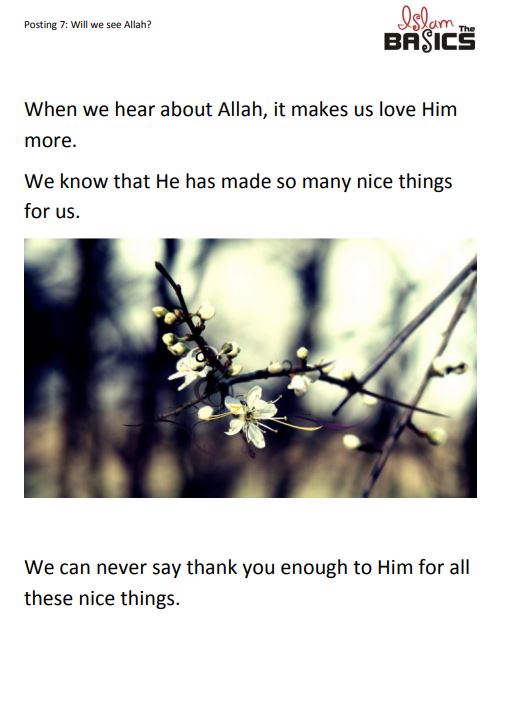 Posting 7: Will we see Allah?
Islam The
BASICS
When we hear about Allah, it makes us love Him
more.
We know that He has made so many nice things
for us.
We can never say thank you enough to Him for all
these nice things.